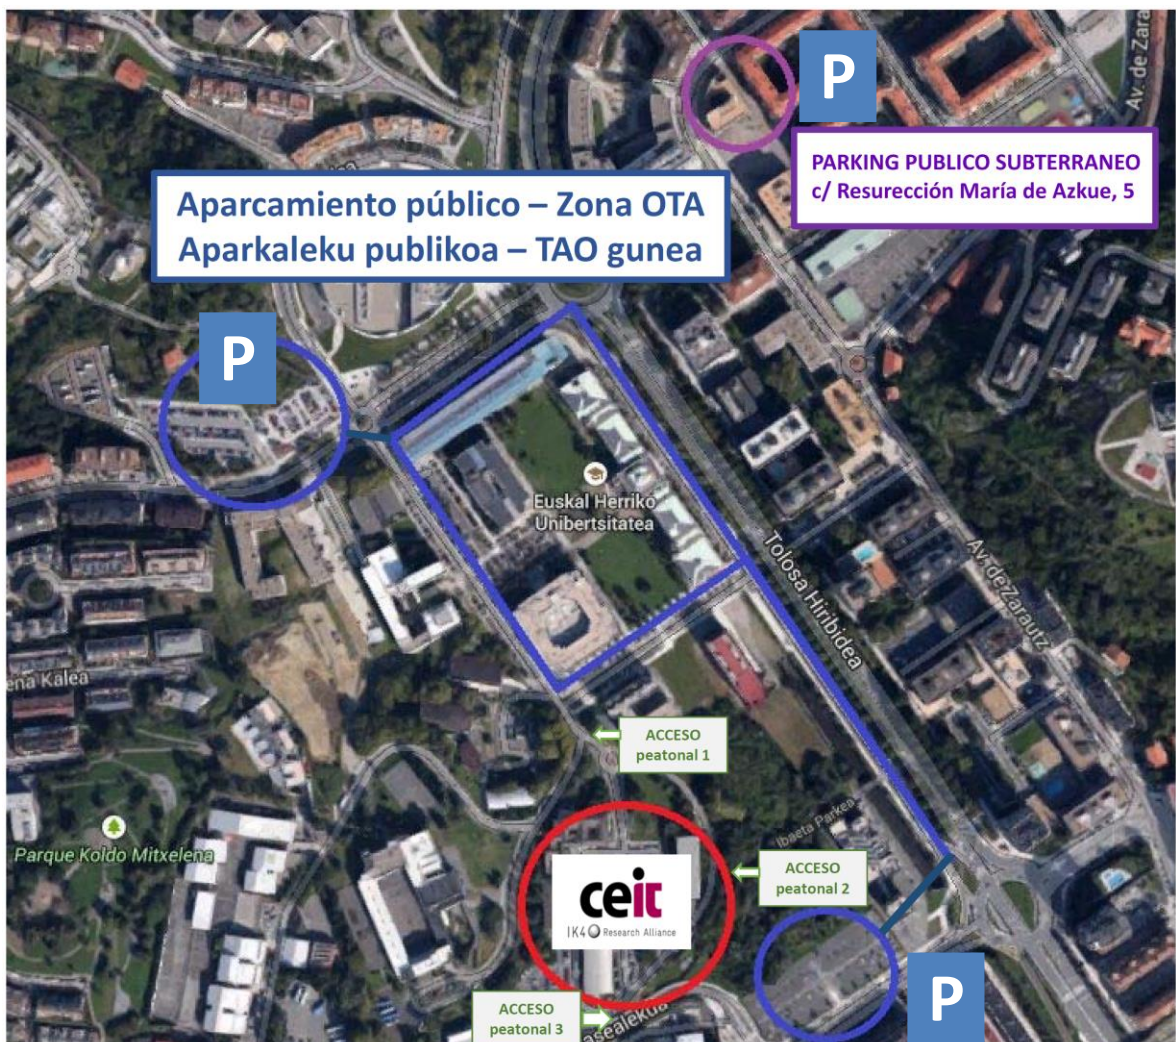 P
Av. de Zara
PARKING PUBLICO SUBTERRANEO
c/ Resurección María de Azkue, 5
Aparcamiento público – Zona OTA
Aparkaleku publikoa – TAO gunea
P
Euskal Herriko
Unibertsitatea
Tolosa Hiribidea
Av. de Zarautz
ena Kalea
ACCESO
peatonal 1
Parque Koldo Mitxelena
Ibaeta Parkea
ACCESO
peatonal 2
ceit
IK4 Research Alliance
P
ACCESO
peatonal 3
asealekua